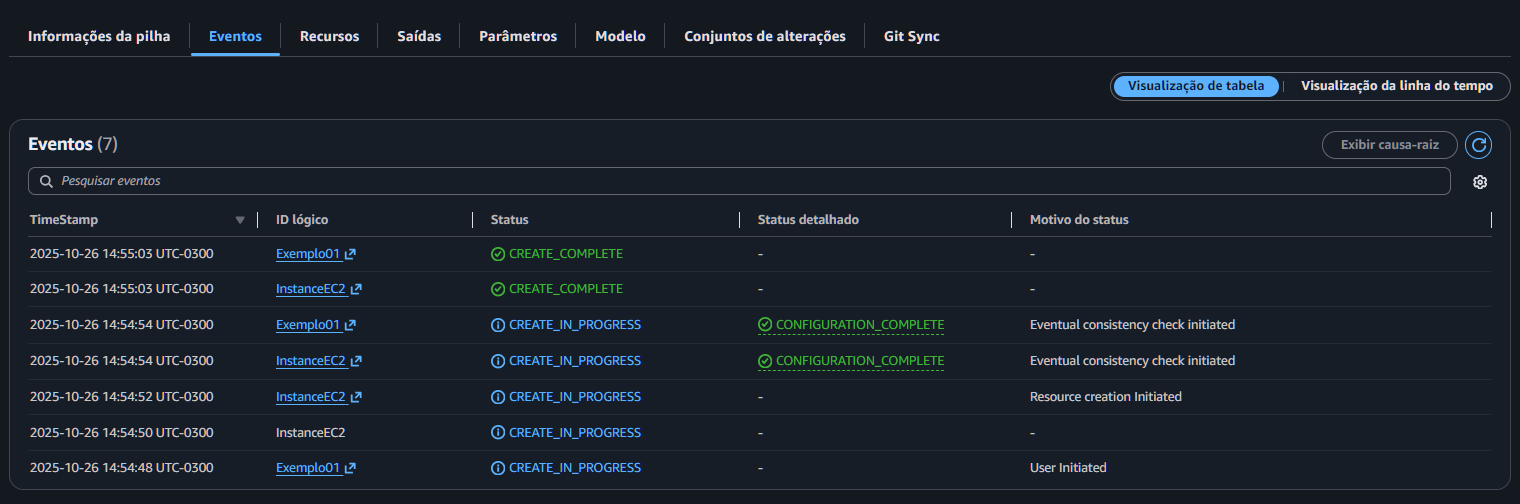 Informações da pilha Eventos Recursos Saídas Parâmetros Modelo Conjuntos de alterações Git Sync
Visualização de tabela Visualização da linha do tempo
Eventos (7) Exibir causa-raiz
Pesquisar eventos
TimeStamp ID lógico Status Status detalhado Motivo do status
2025-10-26 14:55:03 UTC-0300 Exemplo01 CREATE_COMPLETE - -
2025-10-26 14:55:03 UTC-0300 InstanceEC2 CREATE_COMPLETE - -
2025-10-26 14:54:54 UTC-0300 Exemplo01 CREATE_IN_PROGRESS CONFIGURATION_COMPLETE Eventual consistency check initiated
2025-10-26 14:54:54 UTC-0300 InstanceEC2 CREATE_IN_PROGRESS CONFIGURATION_COMPLETE Eventual consistency check initiated
2025-10-26 14:54:52 UTC-0300 InstanceEC2 CREATE_IN_PROGRESS - Resource creation Initiated
2025-10-26 14:54:50 UTC-0300 InstanceEC2 CREATE_IN_PROGRESS - -
2025-10-26 14:54:48 UTC-0300 Exemplo01 CREATE_IN_PROGRESS - User Initiated